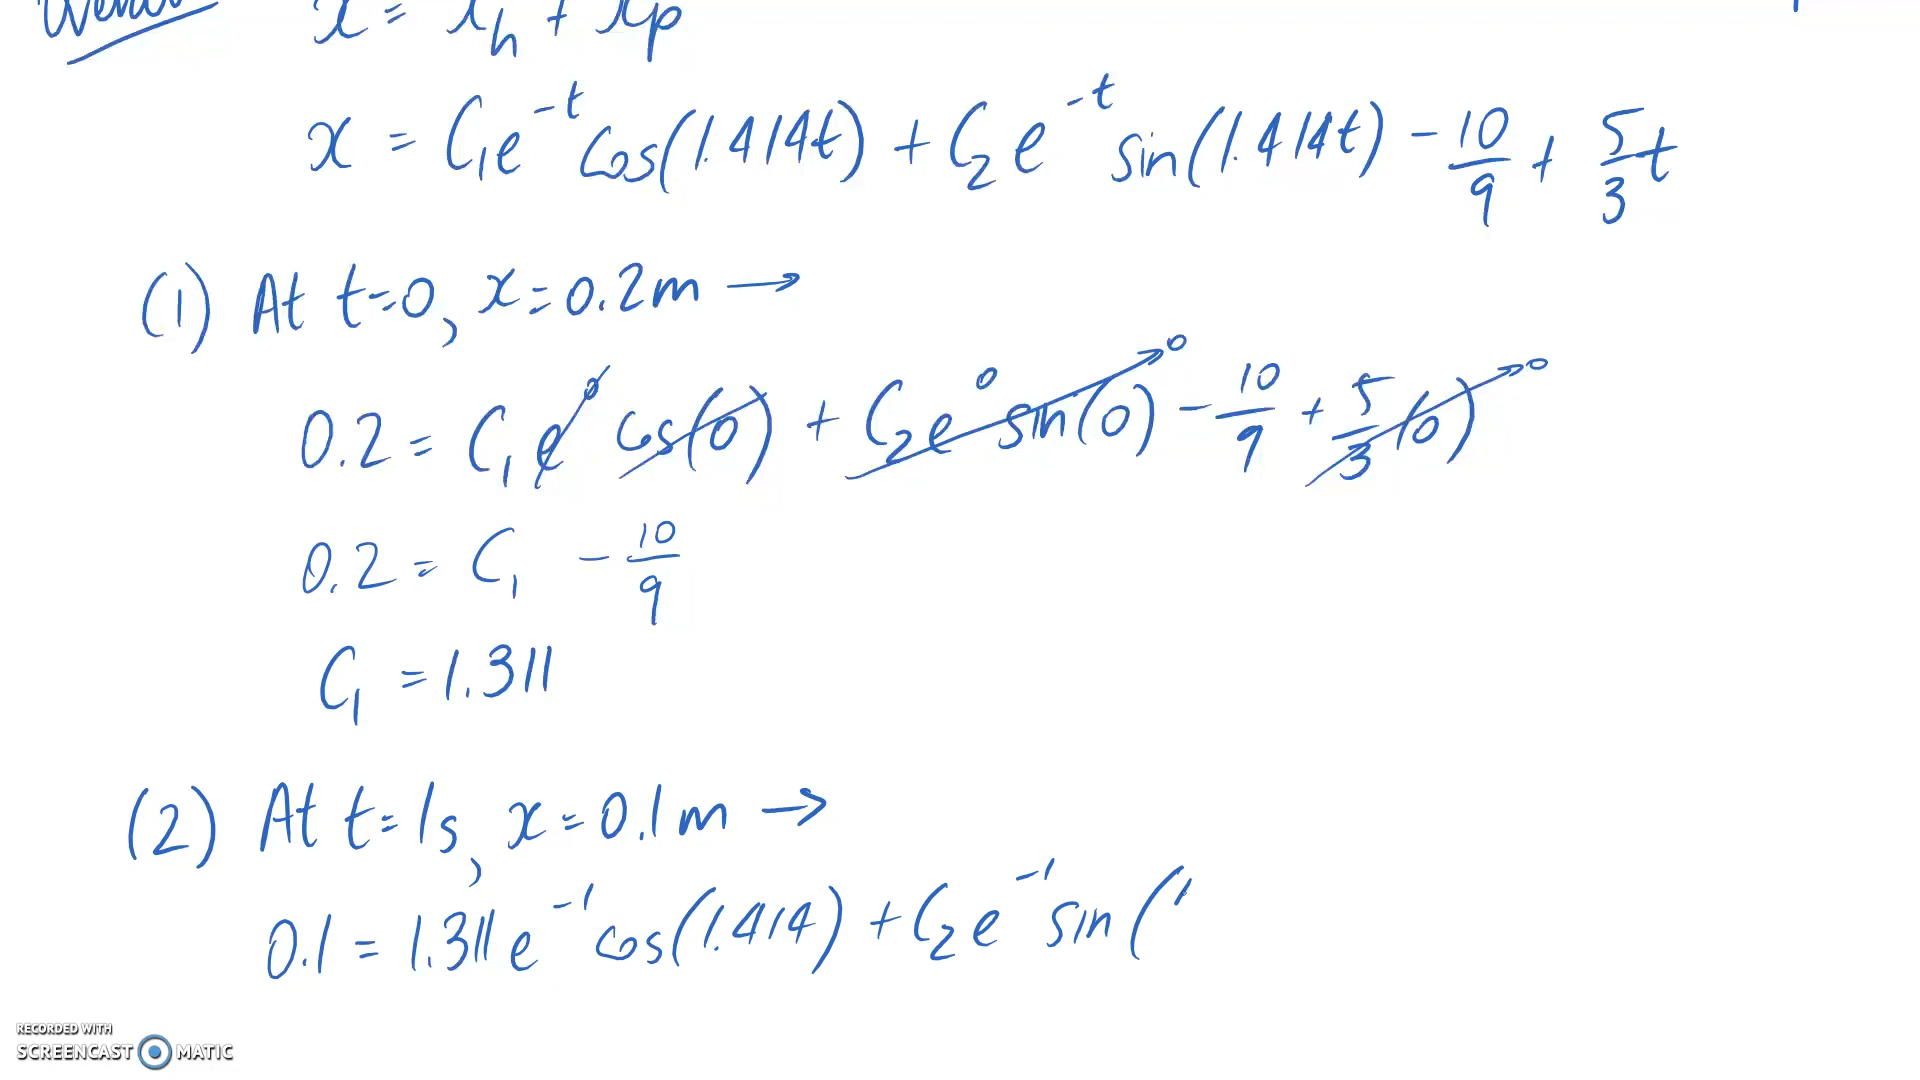 x = x_h + x_p
x = C₁e^{-t} cos(1.414t) + C₂e^{-t} sin(1.414t) - 10/9 + 5/3 t
(1) At t=0, x=0.2m →
0.2 = C₁e⁰ cos(0) + C₂e⁰ sin(0) →0 - 10/9 + 5/3 (0) →0
0.2 = C₁ - 10/9
C₁ = 1.311
(2) At t=1s, x=0.1m →
0.1 = 1.311e^{-1} cos(1.414) + C₂e^{-1} sin(1
RECORDED WITH
SCREENCAST MATIC